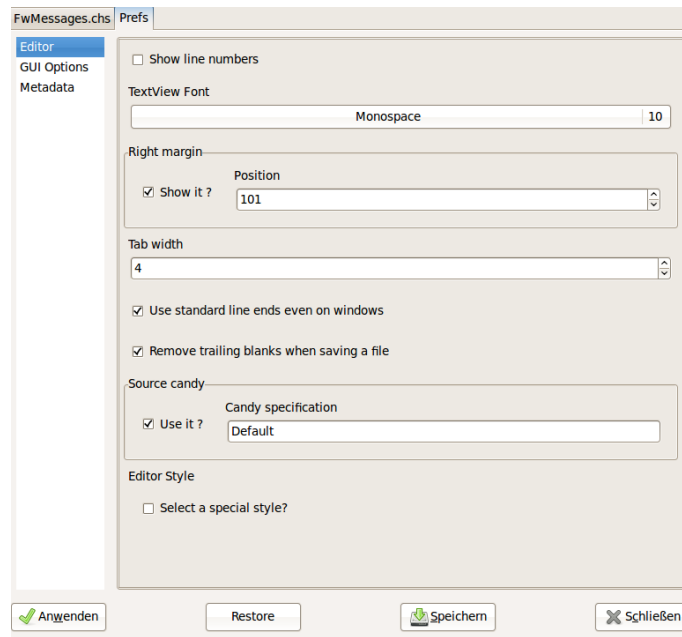 FwMessages.chs Prefs
Editor
GUI Options
Metadata
Show line numbers
TextView Font
Monospace 10
Right margin
Position
Show it ?
101
Tab width
4
Use standard line ends even on windows
Remove trailing blanks when saving a file
Source candy
Candy specification
Use it ?
Default
Editor Style
Select a special style?
Anwenden Restore Speichern Schließen